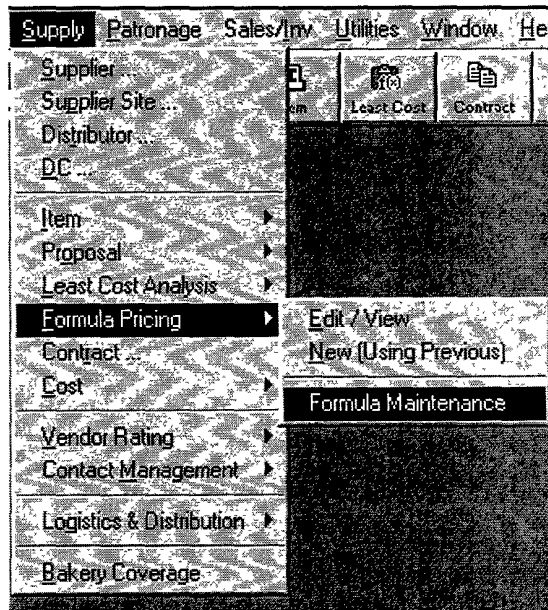 Supply Patronage Sales/Inv Utilities Window He
Supplier ...
Supplier Site ...
Distributor ...
DC ...
em Least Cost Contract
Item
Proposal
Least Cost Analysis
Formula Pricing
Contract ...
Cost
Vendor Rating
Contact Management
Logistics & Distribution
Bakery Coverage
Edit / View
New (Using Previous)
Formula Maintenance